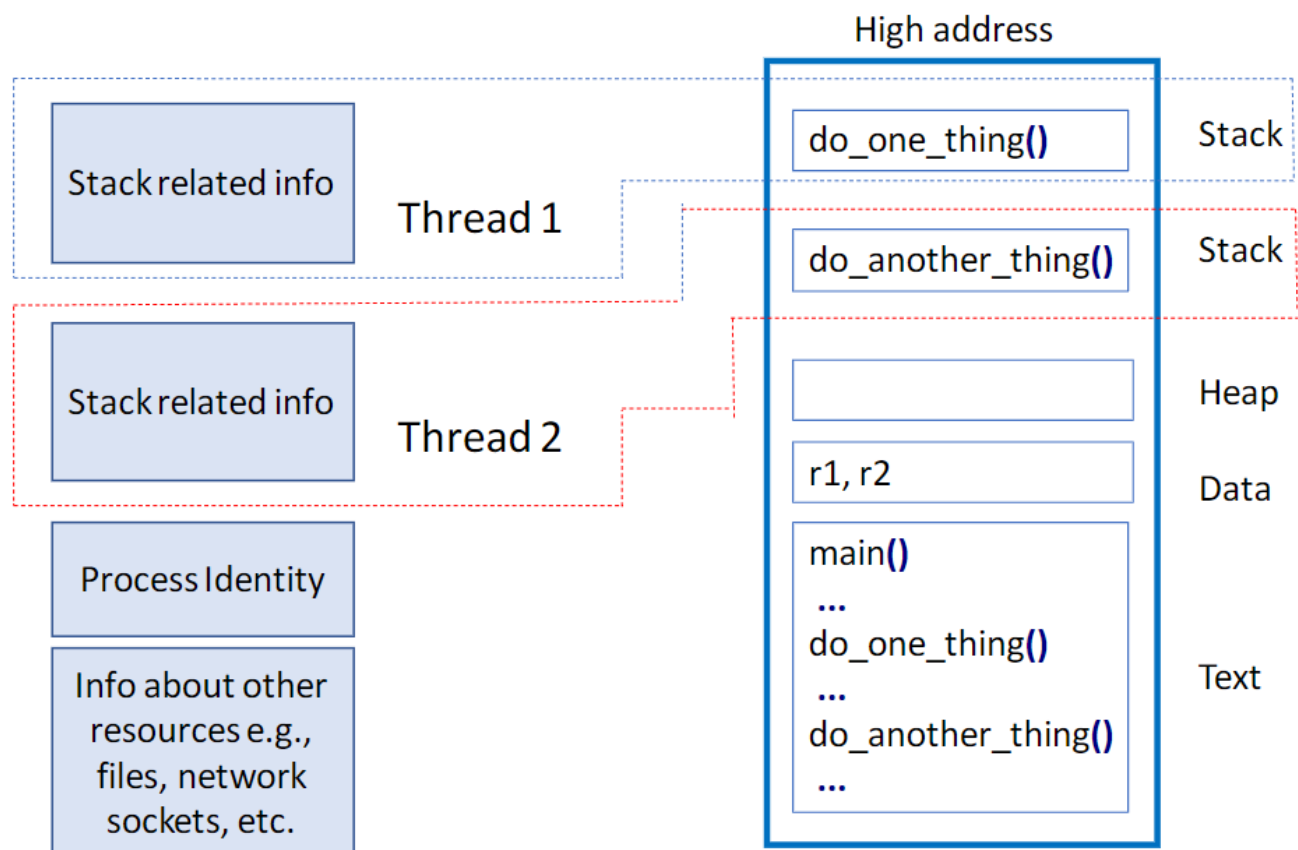 High address
Stack related info
Thread 1
do_one_thing()
Stack
Stack related info
Thread 2
do_another_thing()
Stack
Heap
r1, r2
Data
Process Identity
Info about other
resources e.g.,
files, network
sockets, etc.
main()
...
do_one_thing()
...
do_another_thing()
...
Text